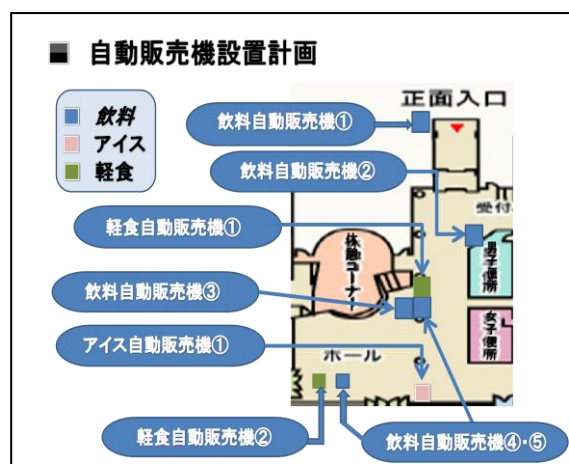 ■ 自動販売機設置計画
飲料
アイス
軽食
正面入口
飲料自動販売機①
飲料自動販売機②
受付
軽食自動販売機①
休憩コーナー
男子便所
飲料自動販売機③
女子便所
アイス自動販売機①
ホール
軽食自動販売機②
飲料自動販売機④・⑤